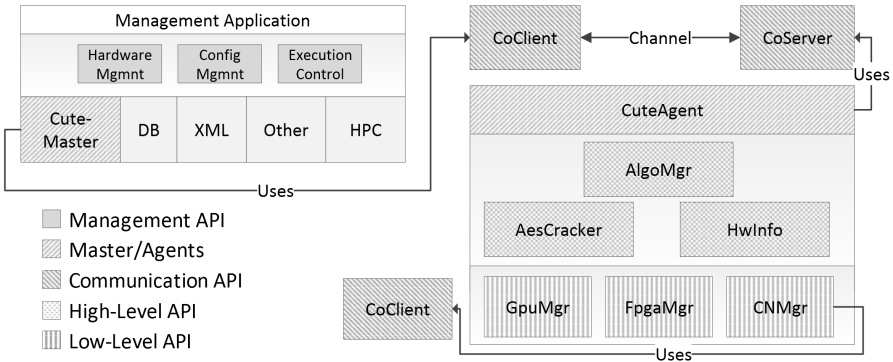 Management Application
Hardware
Mgmnt
Config
Mgmnt
Execution
Control
Cute-
Master
DB
XML
Other
HPC
Uses
CoClient
Channel
CoServer
Uses
CuteAgent
AlgoMgr
AesCracker
HwInfo
GpuMgr
FpgaMgr
CNMgr
CoClient
Uses
Management API
Master/Agents
Communication API
High-Level API
Low-Level API